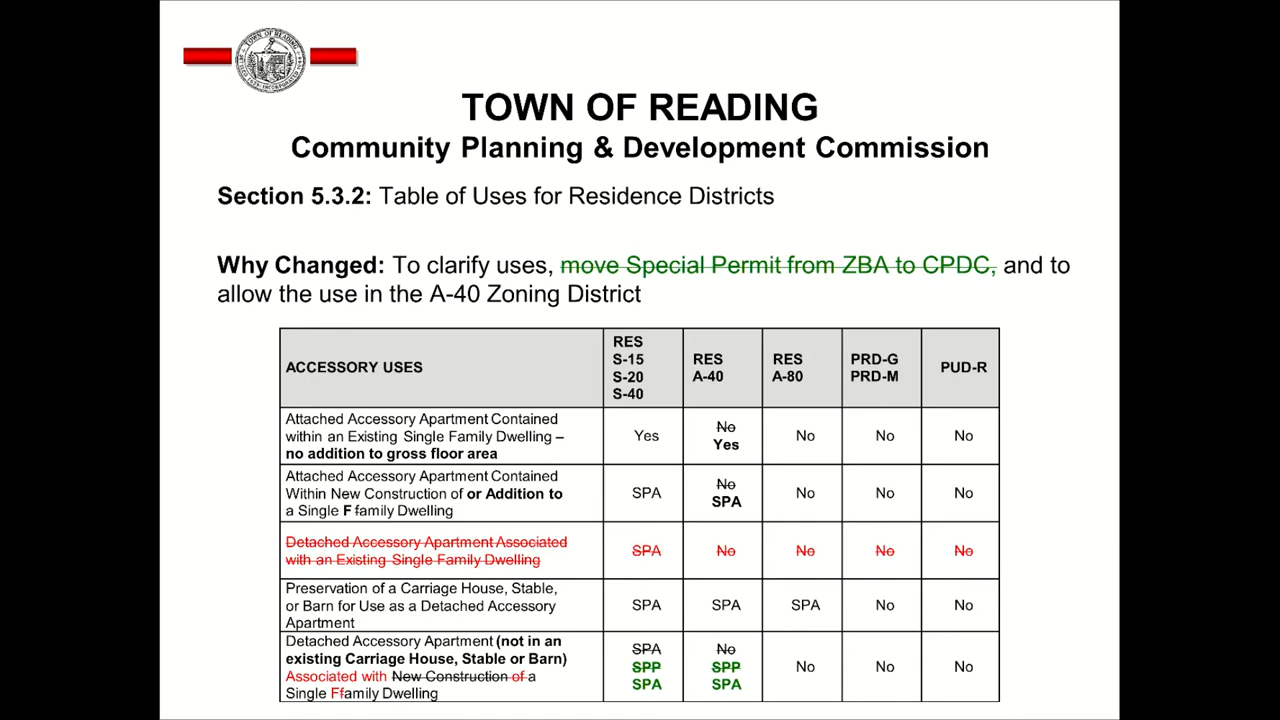 TOWN OF READING
TOWN OF READING
Community Planning & Development Commission
Section 5.3.2: Table of Uses for Residence Districts
Why Changed: To clarify uses, move Special Permit from ZBA to CPDC, and to
allow the use in the A-40 Zoning District
ACCESSORY USES
RES
S-15
S-20
S-40
RES
A-40
RES
A-80
PRD-G
PRD-M
PUD-R
Attached Accessory Apartment Contained
within an Existing Single Family Dwelling –
no addition to gross floor area
Yes
No
Yes
No
No
No
Attached Accessory Apartment Contained
Within New Construction of or Addition to
a Single F family Dwelling
SPA
No
SPA
No
No
No
Detached Accessory Apartment Associated
with an Existing Single Family Dwelling
SPA
No
No
No
No
Preservation of a Carriage House, Stable,
or Barn for Use as a Detached Accessory
Apartment
SPA
SPA
SPA
No
No
Detached Accessory Apartment (not in an
existing Carriage House, Stable or Barn)
Associated with New Construction of a
Single Ffamily Dwelling
SPA
SPP
SPA
No
SPP
SPA
No
No
No